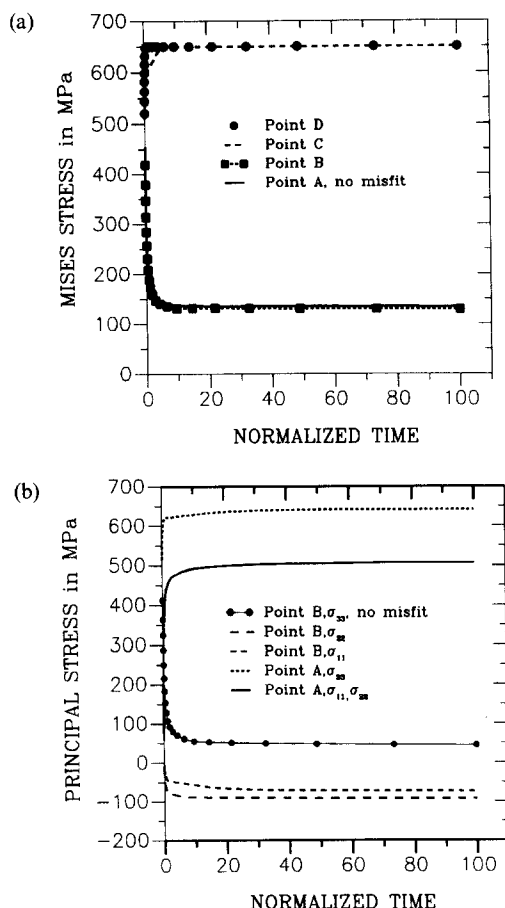 (a)
700
600
500
400
300
200
100
0
MISES STRESS in MPa
Point D
Point C
Point B
Point A, no misfit
0 20 40 60 80 100
NORMALIZED TIME
(b)
700
600
500
400
300
200
100
0
−100
−200
PRINCIPAL STRESS in MPa
Point B,σ₃₃, no misfit
Point B,σ₂₂
Point B,σ₁₁
Point A,σ₃₃
Point A,σ₁₁,σ₂₂
0 20 40 60 80 100
NORMALIZED TIME